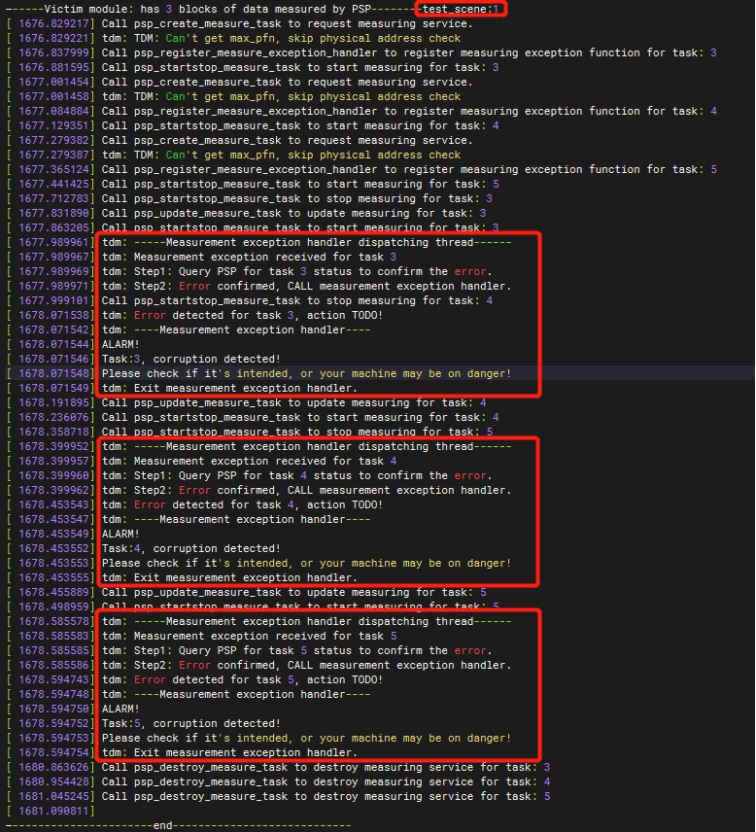 -------Victim module: has 3 blocks of data measured by PSP--------test_scene:1
[ 1676.829217] Call psp_create_measure_task to request measuring service.
[ 1676.829221] tdm: TDM: Can't get max_pfn, skip physical address check
[ 1676.837999] Call psp_register_measure_exception_handler to register measuring exception function for task: 3
[ 1676.881595] Call psp_startstop_measure_task to start measuring for task: 3
[ 1677.001454] Call psp_create_measure_task to request measuring service.
[ 1677.001458] tdm: TDM: Can't get max_pfn, skip physical address check
[ 1677.084884] Call psp_register_measure_exception_handler to register measuring exception function for task: 4
[ 1677.129351] Call psp_startstop_measure_task to start measuring for task: 4
[ 1677.279382] Call psp_create_measure_task to request measuring service.
[ 1677.279387] tdm: TDM: Can't get max_pfn, skip physical address check
[ 1677.365124] Call psp_register_measure_exception_handler to register measuring exception function for task: 5
[ 1677.441425] Call psp_startstop_measure_task to start measuring for task: 5
[ 1677.712783] Call psp_startstop_measure_task to stop measuring for task: 3
[ 1677.831890] Call psp_update_measure_task to update measuring for task: 3
[ 1677.863205] Call psp_startstop_measure_task to start measuring for task: 3
[ 1677.989961] tdm: -----Measurement exception handler dispatching thread------
[ 1677.989967] tdm: Measurement exception received for task 3
[ 1677.989969] tdm: Step1: Query PSP for task 3 status to confirm the error.
[ 1677.989971] tdm: Step2: Error confirmed, CALL measurement exception handler.
[ 1677.999101] Call psp_startstop_measure_task to stop measuring for task: 4
[ 1678.071538] tdm: Error detected for task 3, action TODO!
[ 1678.071542] tdm: ----Measurement exception handler----
[ 1678.071544] ALARM!
[ 1678.071546] Task:3, corruption detected!
[ 1678.071548] Please check if it's intended, or your machine may be on danger!
[ 1678.071549] tdm: Exit measurement exception handler.
[ 1678.191895] Call psp_update_measure_task to update measuring for task: 4
[ 1678.236076] Call psp_startstop_measure_task to start measuring for task: 4
[ 1678.358718] Call psp_startstop_measure_task to stop measuring for task: 5
[ 1678.399952] tdm: -----Measurement exception handler dispatching thread------
[ 1678.399957] tdm: Measurement exception received for task 4
[ 1678.399960] tdm: Step1: Query PSP for task 4 status to confirm the error.
[ 1678.399962] tdm: Step2: Error confirmed, CALL measurement exception handler.
[ 1678.453543] tdm: Error detected for task 4, action TODO!
[ 1678.453547] tdm: ----Measurement exception handler----
[ 1678.453549] ALARM!
[ 1678.453552] Task:4, corruption detected!
[ 1678.453553] Please check if it's intended, or your machine may be on danger!
[ 1678.453555] tdm: Exit measurement exception handler.
[ 1678.455889] Call psp_update_measure_task to update measuring for task: 5
[ 1678.498959] Call psp_startstop_measure_task to start measuring for task: 5
[ 1678.585578] tdm: -----Measurement exception handler dispatching thread------
[ 1678.585583] tdm: Measurement exception received for task 5
[ 1678.585585] tdm: Step1: Query PSP for task 5 status to confirm the error.
[ 1678.585586] tdm: Step2: Error confirmed, CALL measurement exception handler.
[ 1678.594743] tdm: Error detected for task 5, action TODO!
[ 1678.594748] tdm: ----Measurement exception handler----
[ 1678.594750] ALARM!
[ 1678.594752] Task:5, corruption detected!
[ 1678.594753] Please check if it's intended, or your machine may be on danger!
[ 1678.594754] tdm: Exit measurement exception handler.
[ 1680.863626] Call psp_destroy_measure_task to destroy measuring service for task: 3
[ 1680.954428] Call psp_destroy_measure_task to destroy measuring service for task: 4
[ 1681.045245] Call psp_destroy_measure_task to destroy measuring service for task: 5
[ 1681.090811]
-----------------------end----------------------------